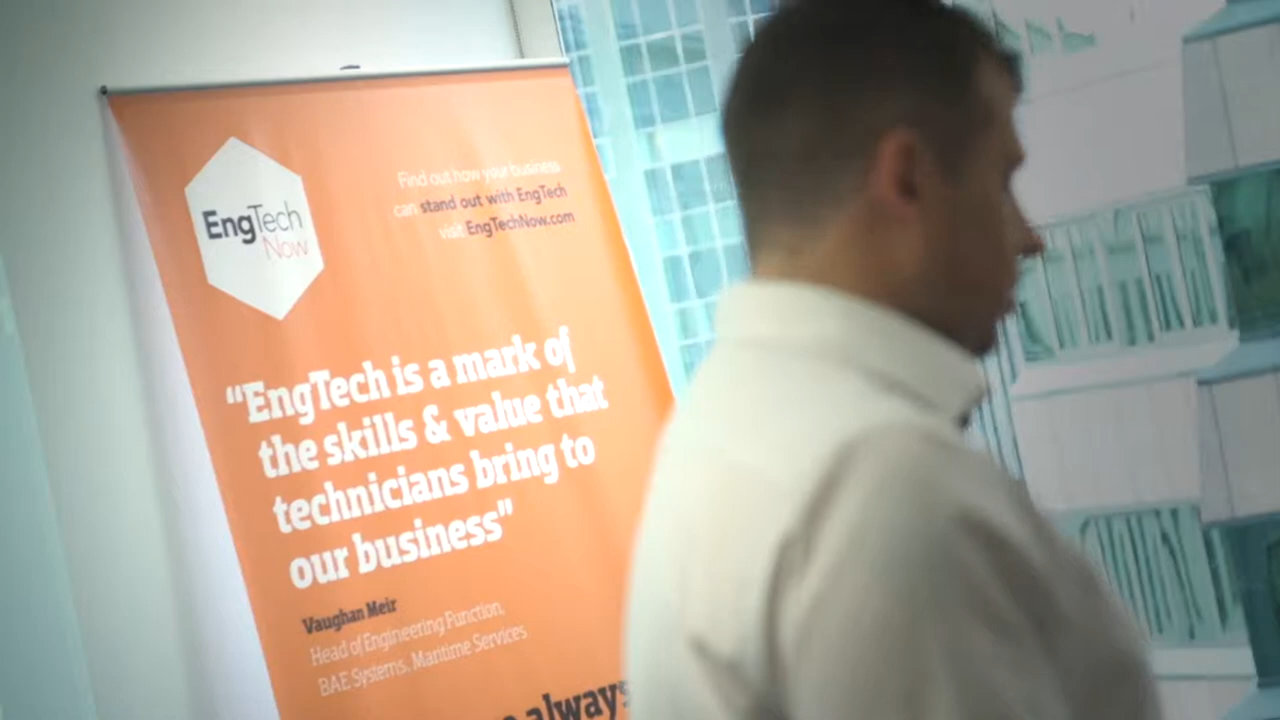 EngTech
Now
Find out how your business
can stand out with EngTech
visit EngTechNow.com
“EngTech is a mark of
the skills & value that
technicians bring to
our business”
Vaughan Meir
Head of Engineering Function,
BAE Systems, Maritime Services
always